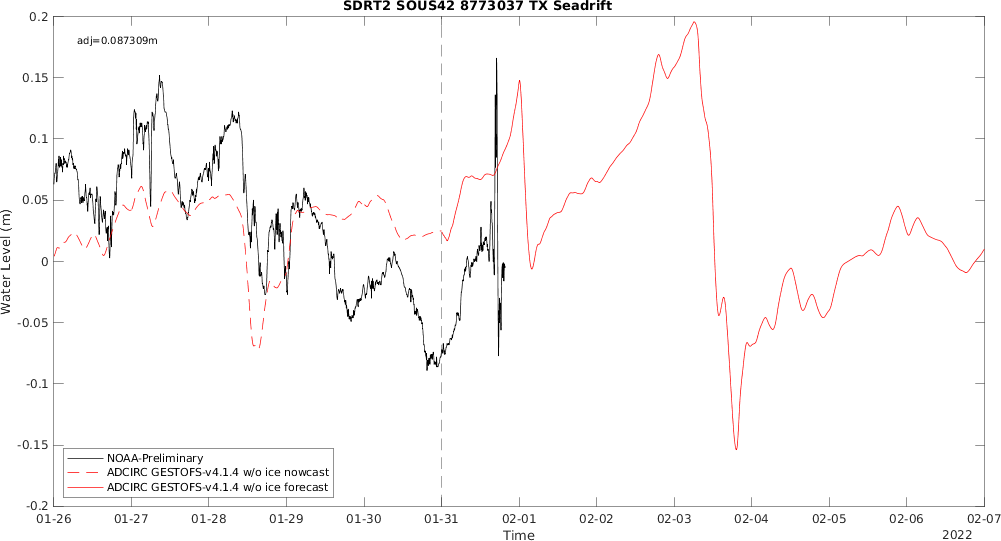 SDRT2 SOUS42 8773037 TX Seadrift
adj=0.087309m
0.2
0.15
0.1
0.05
0
-0.05
-0.1
-0.15
-0.2
Water Level (m)
NOAA-Preliminary
ADCIRC GESTOFS-v4.1.4 w/o ice nowcast
ADCIRC GESTOFS-v4.1.4 w/o ice forecast
01-26 01-27 01-28 01-29 01-30 01-31 02-01 02-02 02-03 02-04 02-05 02-06 02-07
Time
2022